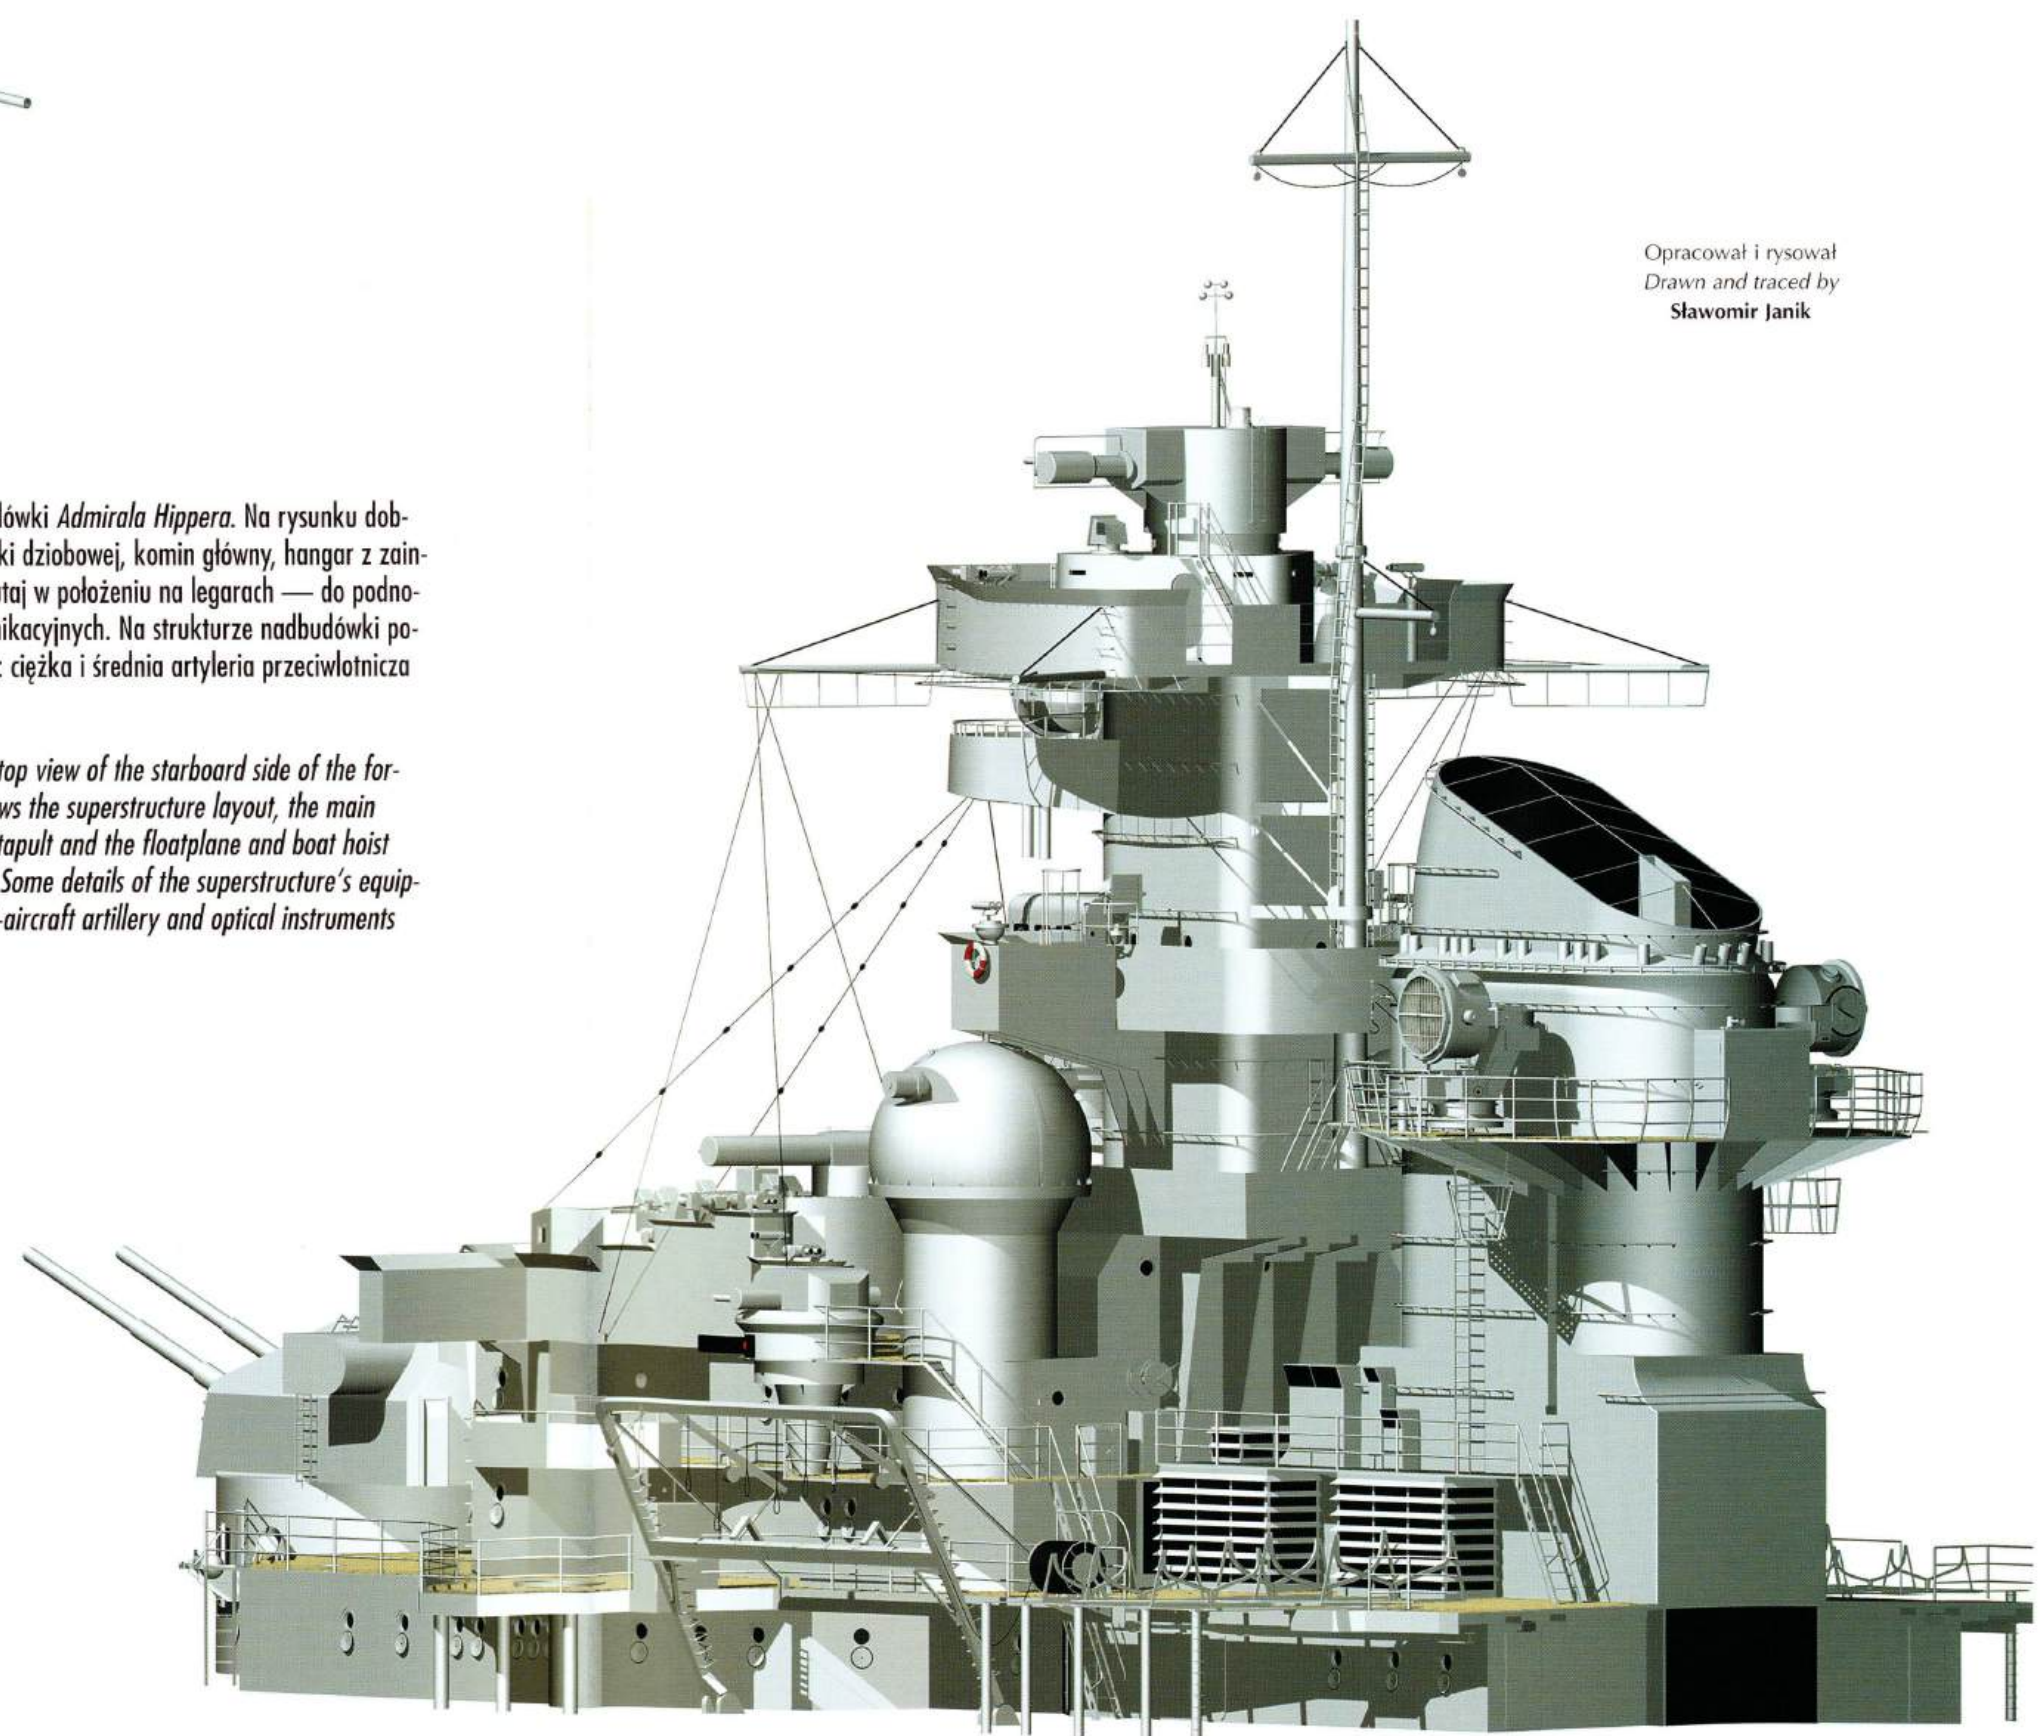 lówki Admirala Hippera. Na rysunku dob-
ki dziobowej, komin główny, hangar z zain-
taj w położeniu na legarach — do podno-
nikacyjnych. Na strukturze nadbudówki po-
: ciężka i średnia artyleria przeciwlotnicza
top view of the starboard side of the for-
ws the superstructure layout, the main
tapult and the floatplane and boat hoist
Some details of the superstructure's equip-
-aircraft artillery and optical instruments
Opracował i rysował
Drawn and traced by
Sławomir Janik